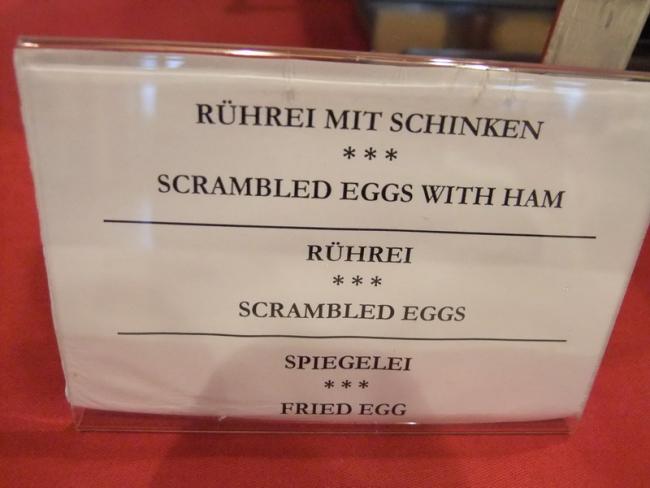 RÜHREI MIT SCHINKEN
***
SCRAMBLED EGGS WITH HAM
RÜHREI
***
SCRAMBLED EGGS
SPIEGELEI
***
FRIED EGG